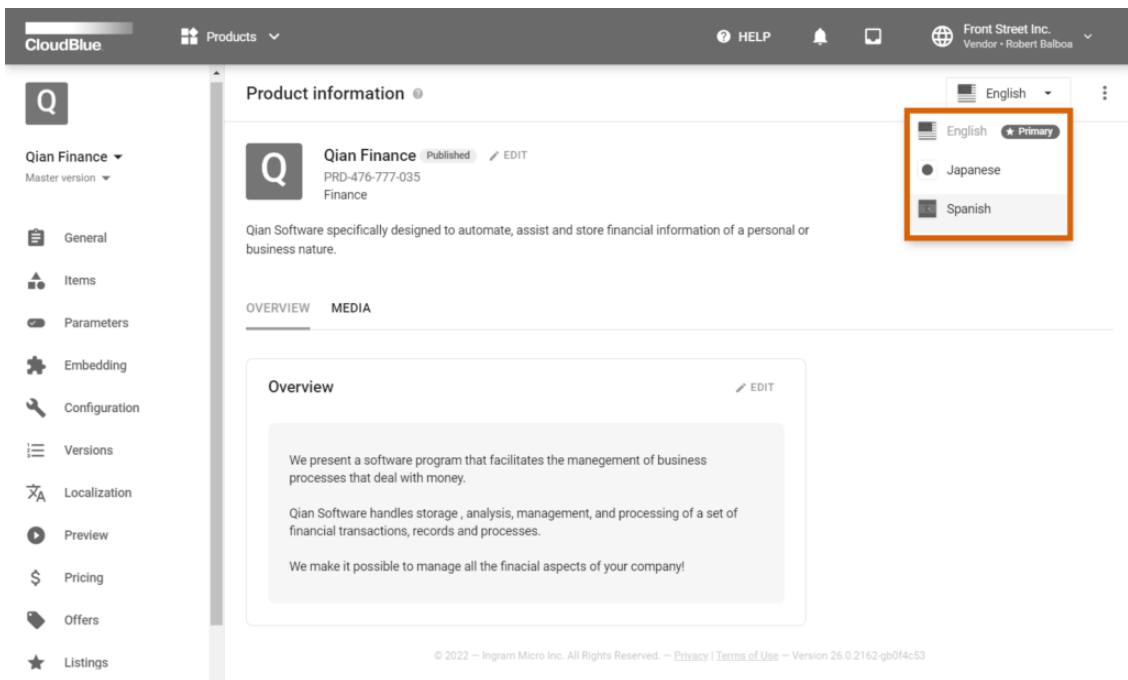 CloudBlue
Products
HELP
Front Street Inc.
Vendor • Robert Balboa
Q
Qian Finance
Master version
General
Items
Parameters
Embedding
Configuration
Versions
Localization
Preview
Pricing
Offers
Listings
Product information
English
English Primary
Japanese
Spanish
Q
Qian Finance Published EDIT
PRD-476-777-035
Finance
Qian Software specifically designed to automate, assist and store financial information of a personal or
business nature.
OVERVIEW MEDIA
Overview EDIT
We present a software program that facilitates the manegement of business
processes that deal with money.
Qian Software handles storage , analysis, management, and processing of a set of
financial transactions, records and processes.
We make it possible to manage all the finacial aspects of your company!
© 2022 — Ingram Micro Inc. All Rights Reserved. — Privacy | Terms of Use — Version 26.0.2162-gb0f4c53